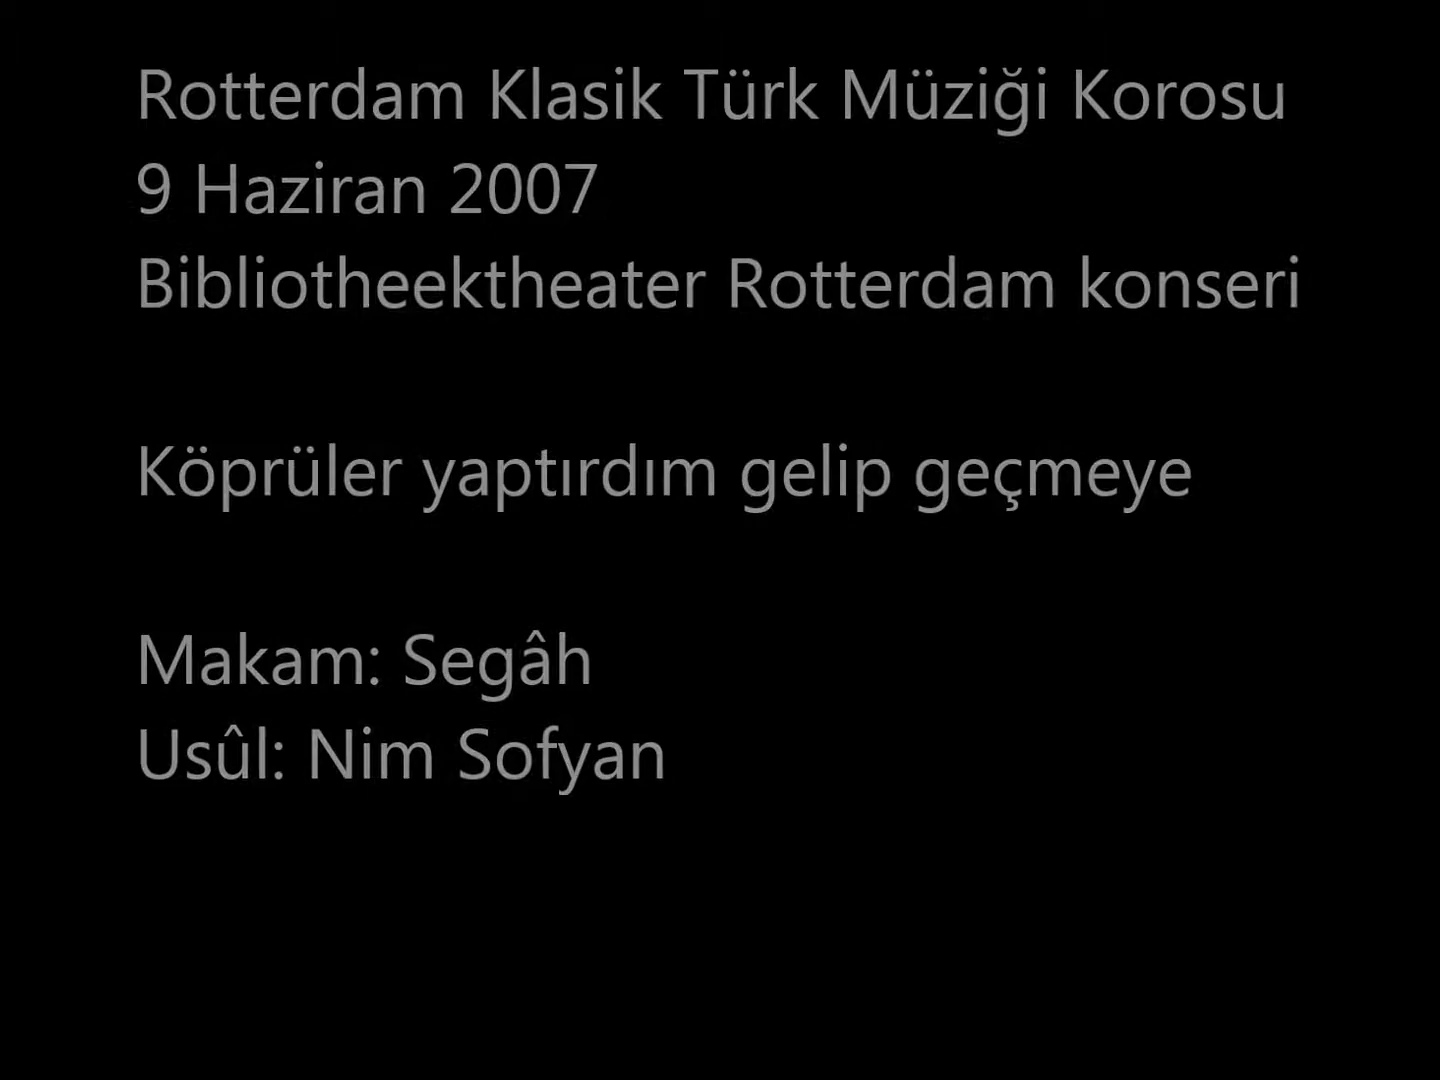 Rotterdam Klasik Türk Müziği Korosu
9 Haziran 2007
Bibliotheektheater Rotterdam konseri
Köprüler yaptırdım gelip geçmeye
Makam: Segâh
Usûl: Nim Sofyan